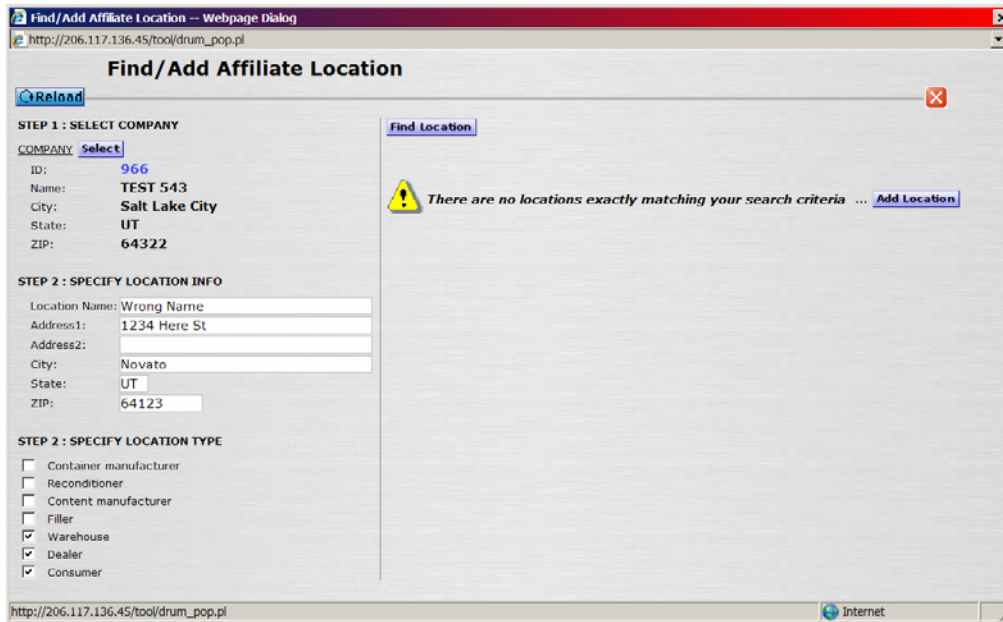 Find/Add Affiliate Location -- Webpage Dialog
http://206.117.136.45/tool/drum_pop.pl
Find/Add Affiliate Location
Reload
STEP 1 : SELECT COMPANY
COMPANY Select
ID: 966
Name: TEST 543
City: Salt Lake City
State: UT
ZIP: 64322
STEP 2 : SPECIFY LOCATION INFO
Location Name: Wrong Name
Address1: 1234 Here St
Address2:
City: Novato
State: UT
ZIP: 64123
STEP 2 : SPECIFY LOCATION TYPE
Container manufacturer
Reconditioner
Content manufacturer
Filler
Warehouse
Dealer
Consumer
Find Location
There are no locations exactly matching your search criteria ... Add Location
http://206.117.136.45/tool/drum_pop.pl
Internet